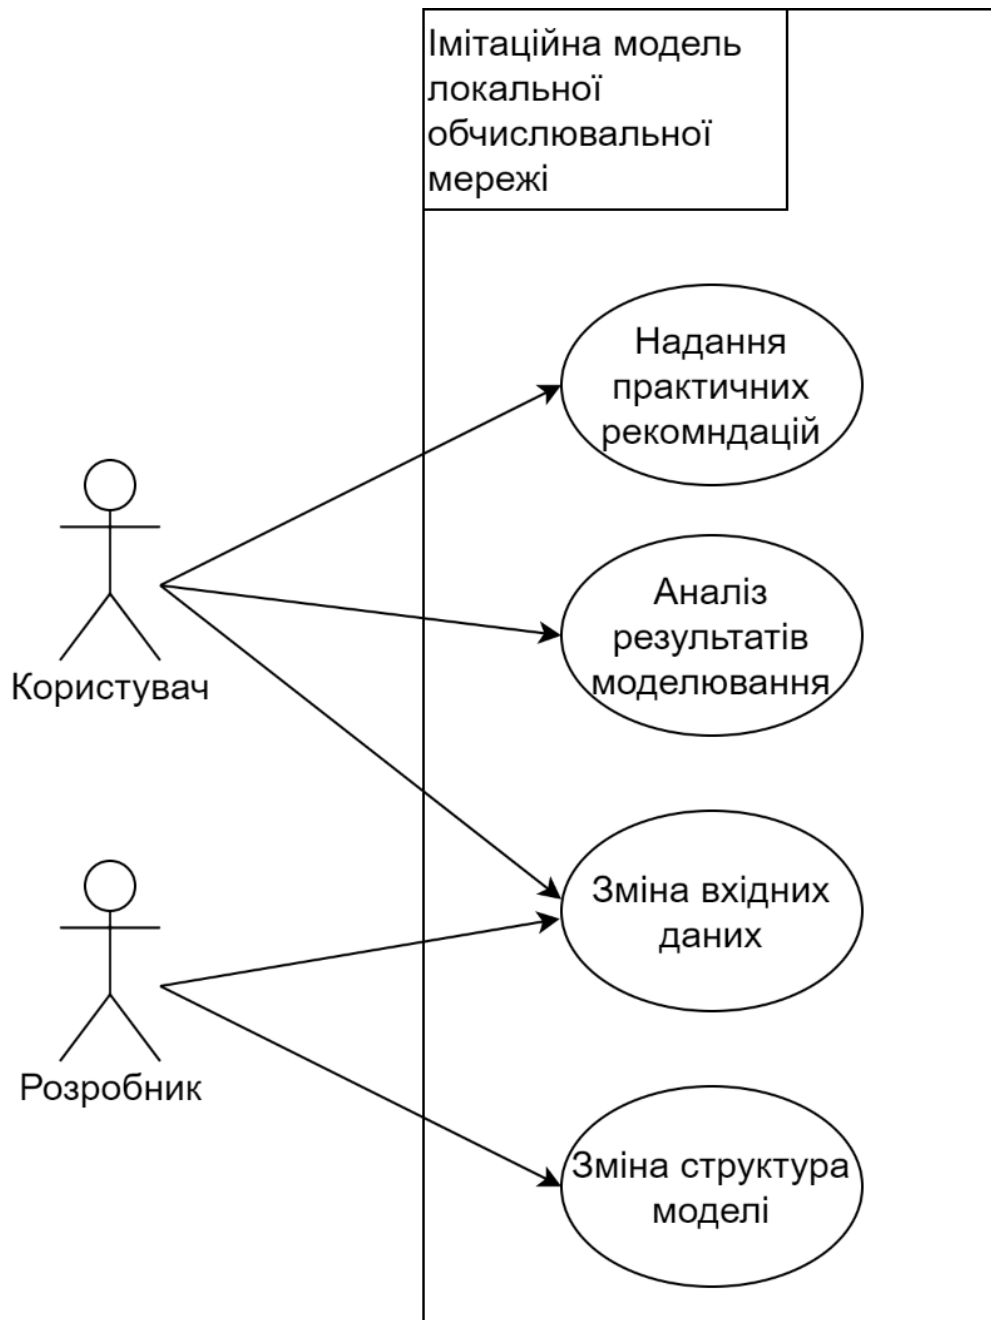 Імітаційна модель
локальної
обчислювальної
мережі
Надання
практичних
рекомндацій
Аналіз
результатів
моделювання
Користувач
Зміна вхідних
даних
Розробник
Зміна структура
моделі